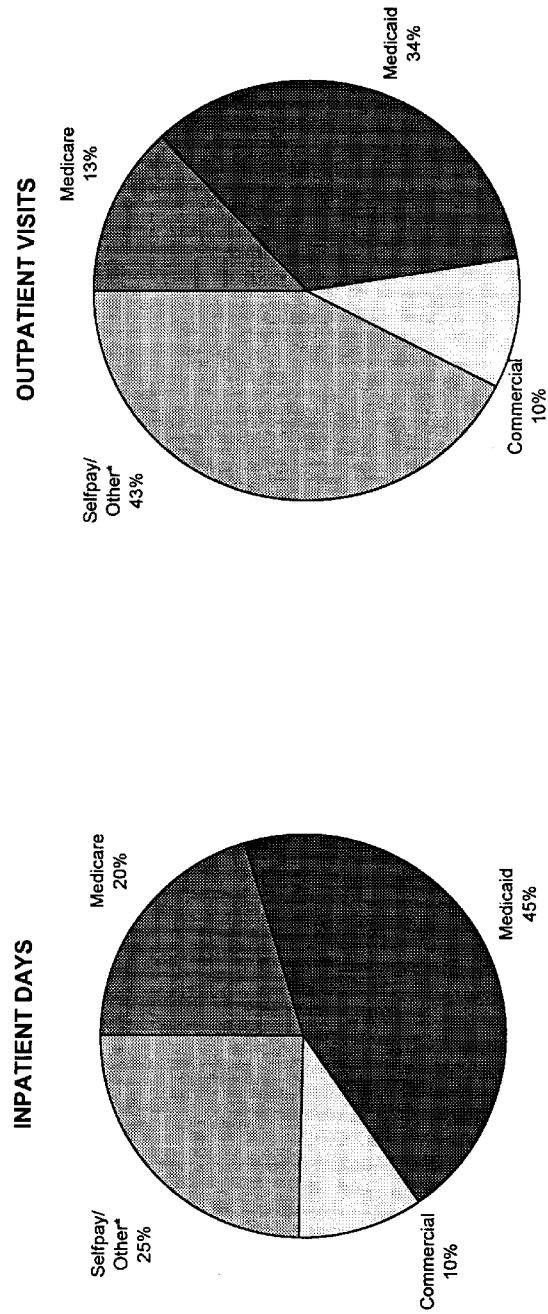 INPATIENT DAYS
Selfpay/
Other*
25%
Medicare
20%
Commercial
10%
Medicaid
45%
OUTPATIENT VISITS
Selfpay/
Other*
43%
Medicare
13%
Commercial
10%
Medicaid
34%